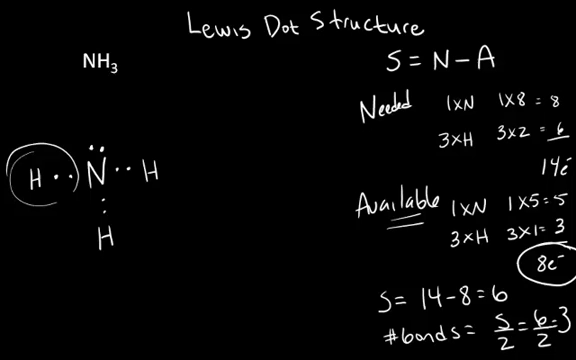 Lewis Dot Structure
NH3
S = N - A
Needed 1xN 1x8 = 8
3xH 3x2 = 6
14e-
H : N : H
H
Available 1xN 1x5 = 5
3xH 3x1 = 3
8e-
S = 14 - 8 = 6
#bonds = S/2 = 6/2 = 3